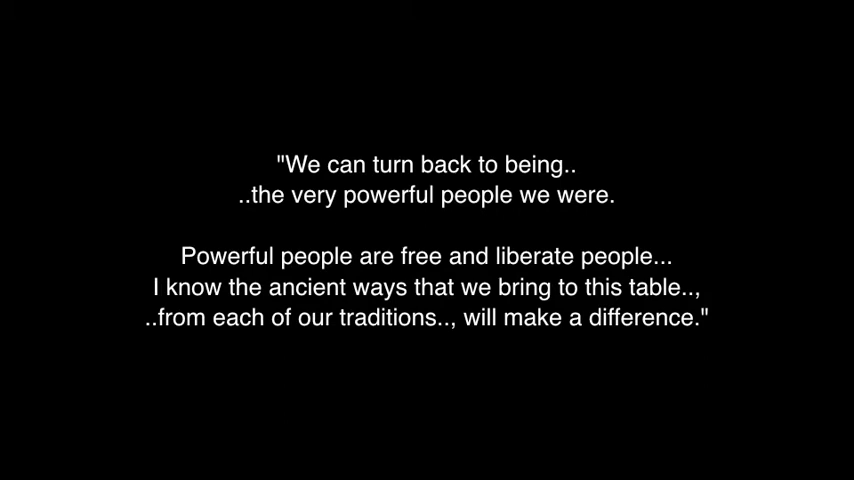 "We can turn back to being..
..the very powerful people we were.
Powerful people are free and liberate people...
I know the ancient ways that we bring to this table..,
..from each of our traditions.., will make a difference."